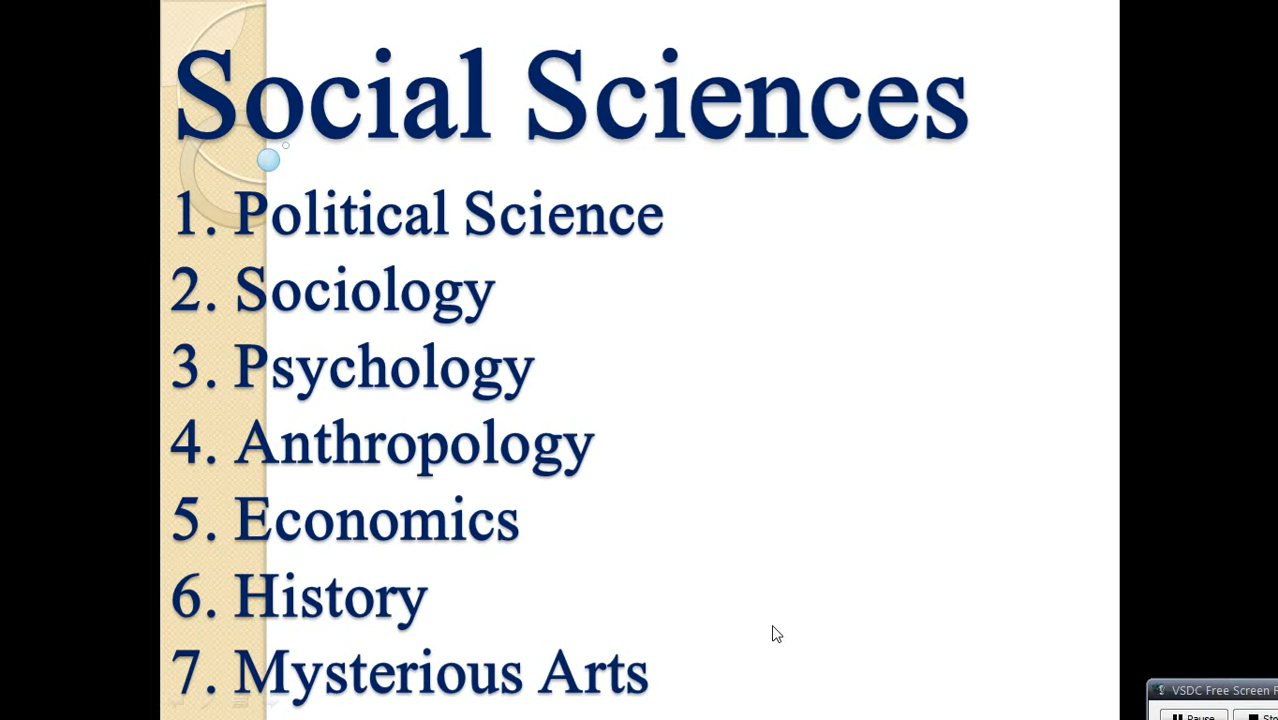 Social Sciences
1. Political Science
2. Sociology
3. Psychology
4. Anthropology
5. Economics
6. History
7. Mysterious Arts
VSDC Free Screen
Pause